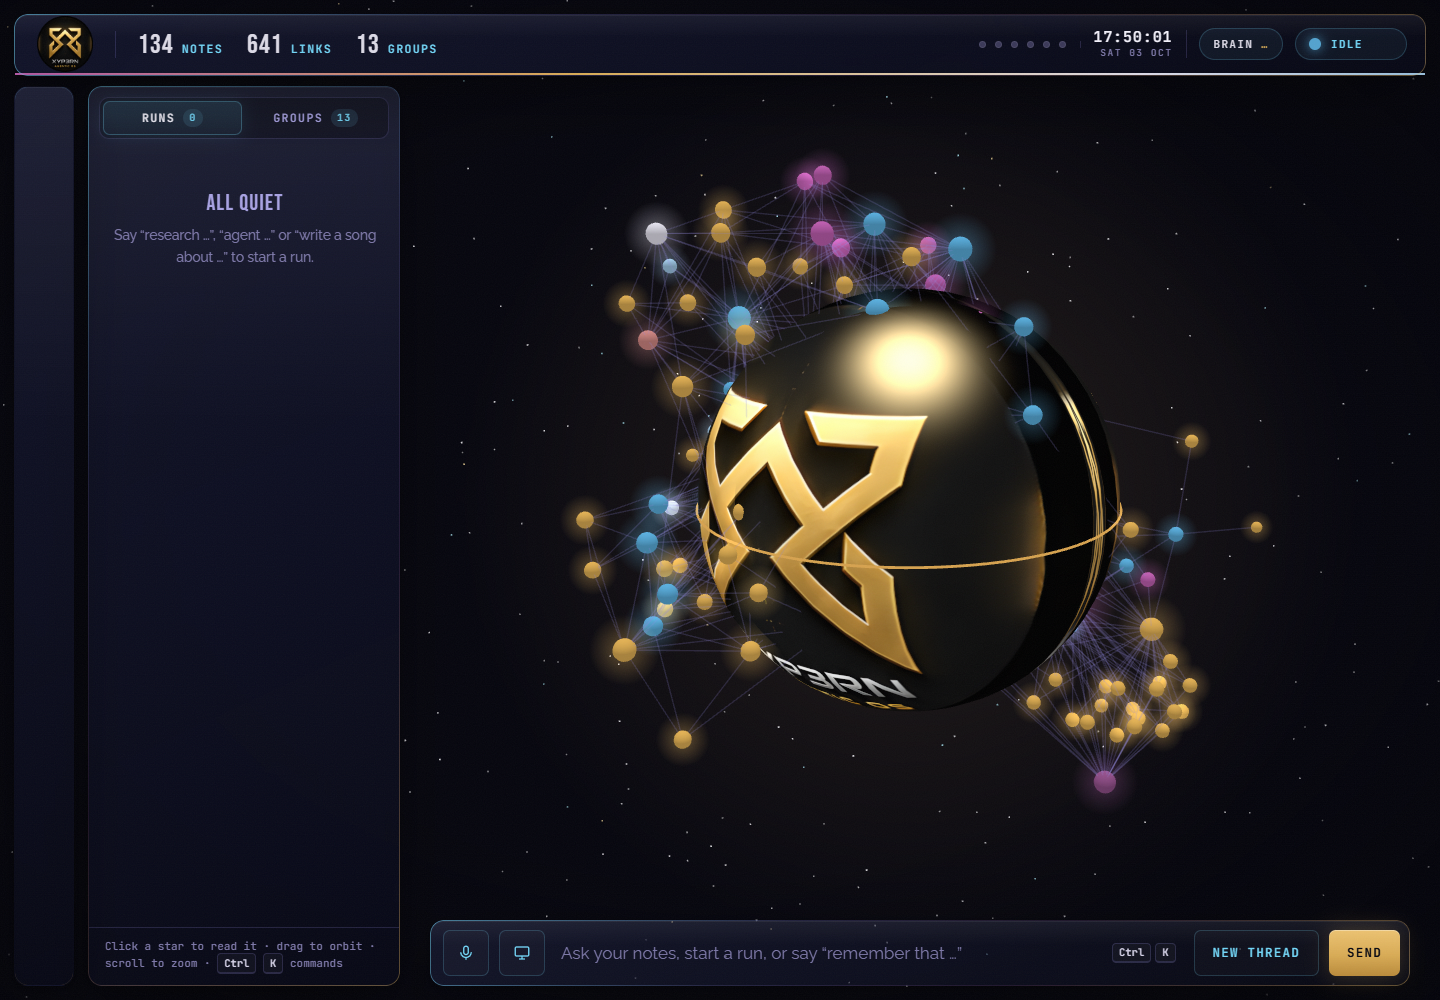 134 NOTES 641 LINKS 13 GROUPS
17:50:01
SAT 03 OCT
BRAIN …
IDLE
RUNS 0
GROUPS 13
ALL QUIET
Say “research …”, “agent …” or “write a song
about …” to start a run.
Click a star to read it · drag to orbit ·
scroll to zoom · Ctrl K commands
Ask your notes, start a run, or say “remember that …”
Ctrl K
NEW THREAD
SEND